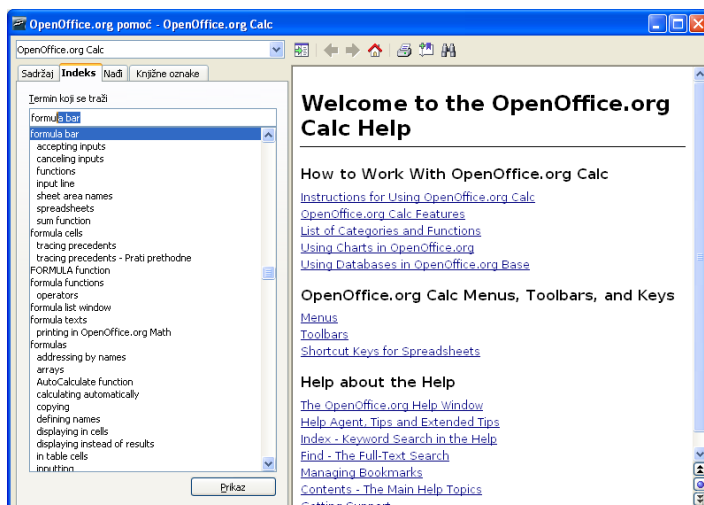 OpenOffice.org pomoć - OpenOffice.org Calc
OpenOffice.org Calc
Sadržaj Indeks Nađi Knjižne oznake
Termin koji se traži
formula bar
formula bar
accepting inputs
canceling inputs
functions
input line
sheet area names
spreadsheets
sum function
formula cells
tracing precedents
tracing precedents - Prati prethodne
FORMULA function
formula functions
operators
formula list window
formula texts
printing in OpenOffice.org Math
formulas
addressing by names
arrays
AutoCalculate function
calculating automatically
copying
defining names
displaying in cells
displaying instead of results
in table cells
inputting
Prikaz
Welcome to the OpenOffice.org
Calc Help
How to Work With OpenOffice.org Calc
Instructions for Using OpenOffice.org Calc
OpenOffice.org Calc Features
List of Categories and Functions
Using Charts in OpenOffice.org
Using Databases in OpenOffice.org Base
OpenOffice.org Calc Menus, Toolbars, and Keys
Menus
Toolbars
Shortcut Keys for Spreadsheets
Help about the Help
The OpenOffice.org Help Window
Help Agent, Tips and Extended Tips
Index - Keyword Search in the Help
Find - The Full-Text Search
Managing Bookmarks
Contents - The Main Help Topics
Getting Support